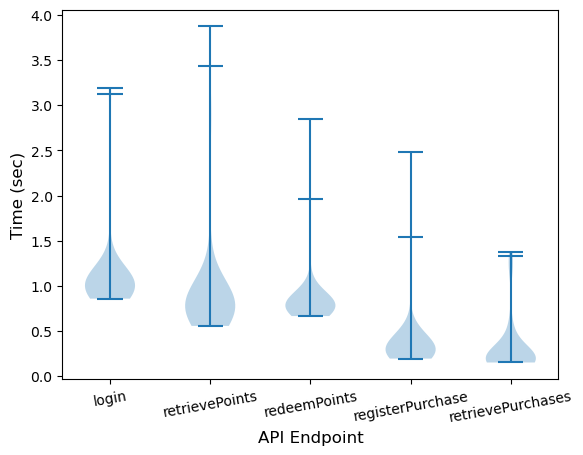 4.0
3.5
3.0
2.5
2.0
1.5
1.0
0.5
0.0
Time (sec)
login
retrievePoints
redeemPoints
registerPurchase
retrievePurchases
API Endpoint